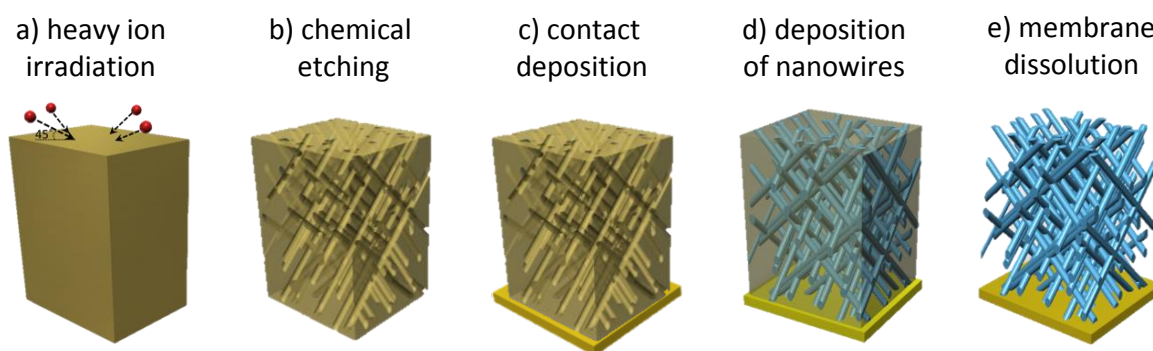 a) heavy ion
irradiation
b) chemical
etching
c) contact
deposition
d) deposition
of nanowires
e) membrane
dissolution
45°